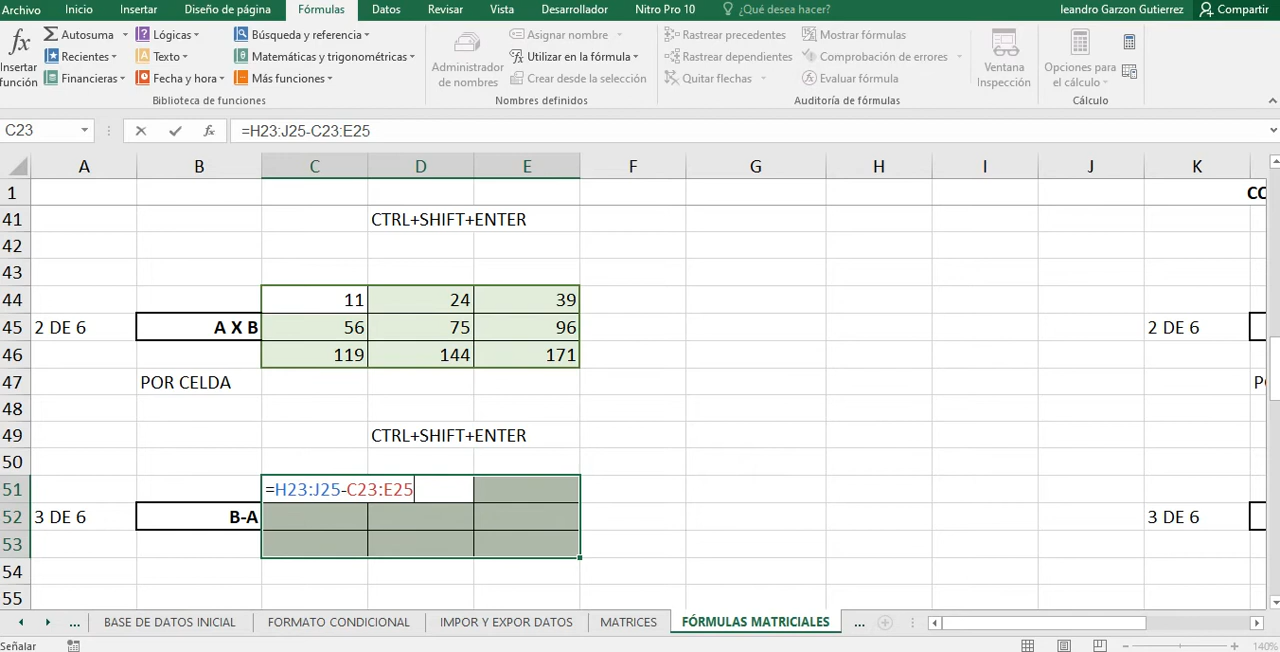 Archivo Inicio Insertar Diseño de página Fórmulas Datos Revisar Vista Desarrollador Nitro Pro 10 ¿Qué desea hacer? leandro Garzon Gutierrez Compartir
fx Σ Autosuma ? Lógicas Búsqueda y referencia Asignar nombre Rastrear precedentes Mostrar fórmulas
Insertar Recientes A Texto Matemáticas y trigonométricas Administrador Utilizar en la fórmula Rastrear dependientes Comprobación de errores Ventana Opciones para
función Financieras Fecha y hora Más funciones de nombres Crear desde la selección Quitar flechas Evaluar fórmula Inspección el cálculo
Biblioteca de funciones Nombres definidos Auditoría de fórmulas Cálculo
C23 fx =H23:J25-C23:E25
A B C D E F G H I J K
1 CO
41 CTRL+SHIFT+ENTER
42
43
44 11 24 39
45 2 DE 6 A X B 56 75 96 2 DE 6
46 119 144 171
47 POR CELDA PO
48
49 CTRL+SHIFT+ENTER
50
51 =H23:J25-C23:E25
52 3 DE 6 B-A 3 DE 6
53
54
55
... BASE DE DATOS INICIAL FORMATO CONDICIONAL IMPOR Y EXPOR DATOS MATRICES FÓRMULAS MATRICIALES ...
Señalar 140%